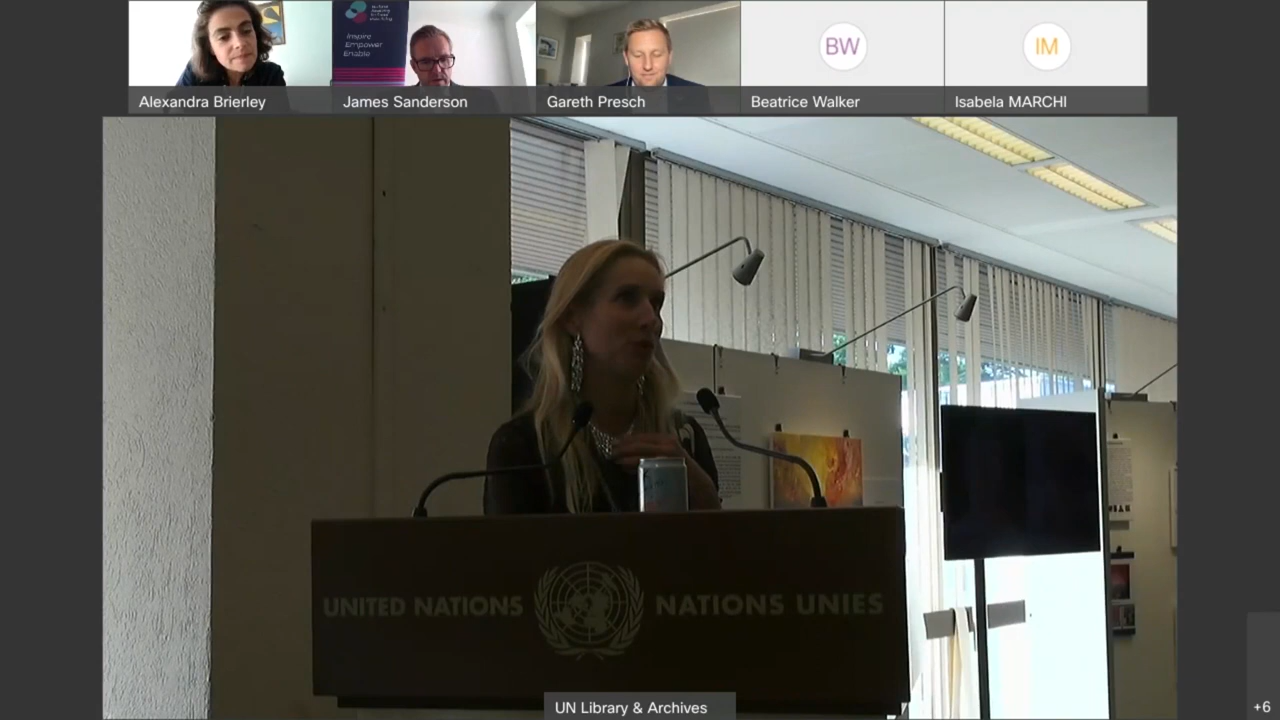 Inspire
Empower
Enable
Alexandra Brierley
James Sanderson
Gareth Presch
BW
Beatrice Walker
IM
Isabela MARCHI
UNITED NATIONS
NATIONS UNIES
UN Library & Archives
+6